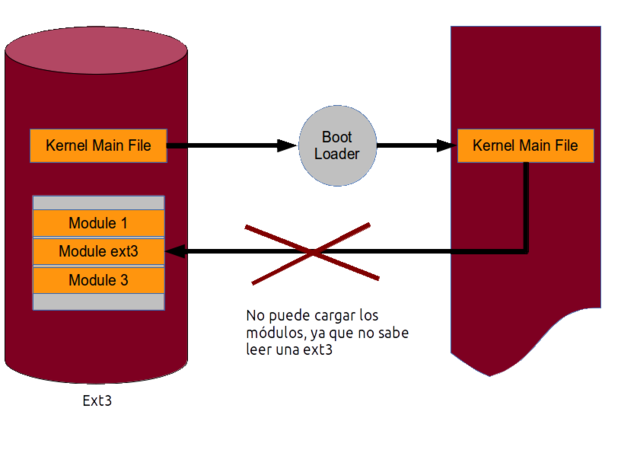 Kernel Main File
Boot
Loader
Kernel Main File
Module 1
Module ext3
Module 3
No puede cargar los
módulos, ya que no sabe
leer una ext3
Ext3